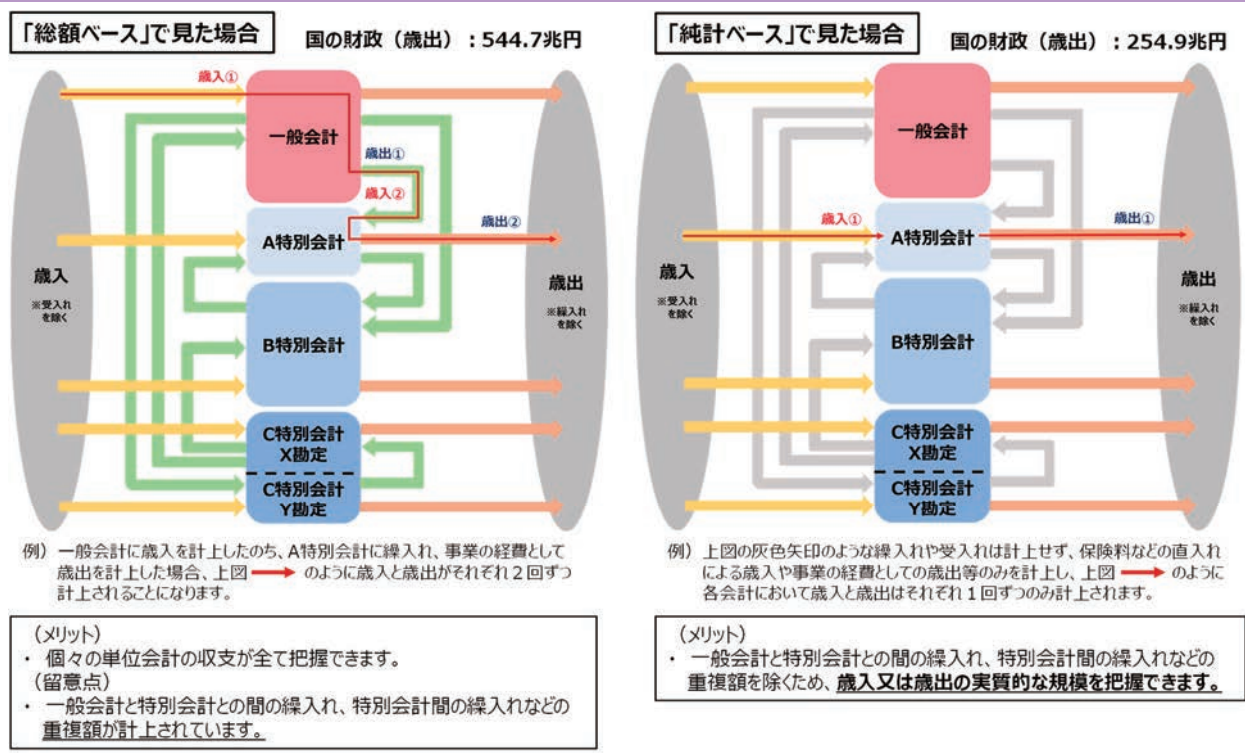 「総額ベース」で見た場合
国の財政（歳出）：544.7兆円
歳入①
一般会計
歳出①
歳入②
A特別会計
歳出②
歳入
※受入れ
を除く
歳出
※繰入れ
を除く
B特別会計
C特別会計
X勘定
C特別会計
Y勘定
例） 一般会計に歳入を計上したのち、A特別会計に繰入れ、事業の経費として
歳出を計上した場合、上図 → のように歳入と歳出がそれぞれ２回ずつ
計上されることになります。
（メリット）
・ 個々の単位会計の収支が全て把握できます。
（留意点）
・ 一般会計と特別会計との間の繰入れ、特別会計間の繰入れなどの
重複額が計上されています。
「純計ベース」で見た場合
国の財政（歳出）：254.9兆円
一般会計
歳入①
A特別会計
歳出①
歳入
※受入れ
を除く
歳出
※繰入れ
を除く
B特別会計
C特別会計
X勘定
C特別会計
Y勘定
例） 上図の灰色矢印のような繰入れや受入れは計上せず、保険料などの直入れ
による歳入や事業の経費としての歳出等のみを計上し、上図 → のように
各会計において歳入と歳出はそれぞれ１回ずつのみ計上されます。
（メリット）
・ 一般会計と特別会計との間の繰入れ、特別会計間の繰入れなどの
重複額を除くため、歳入又は歳出の実質的な規模を把握できます。